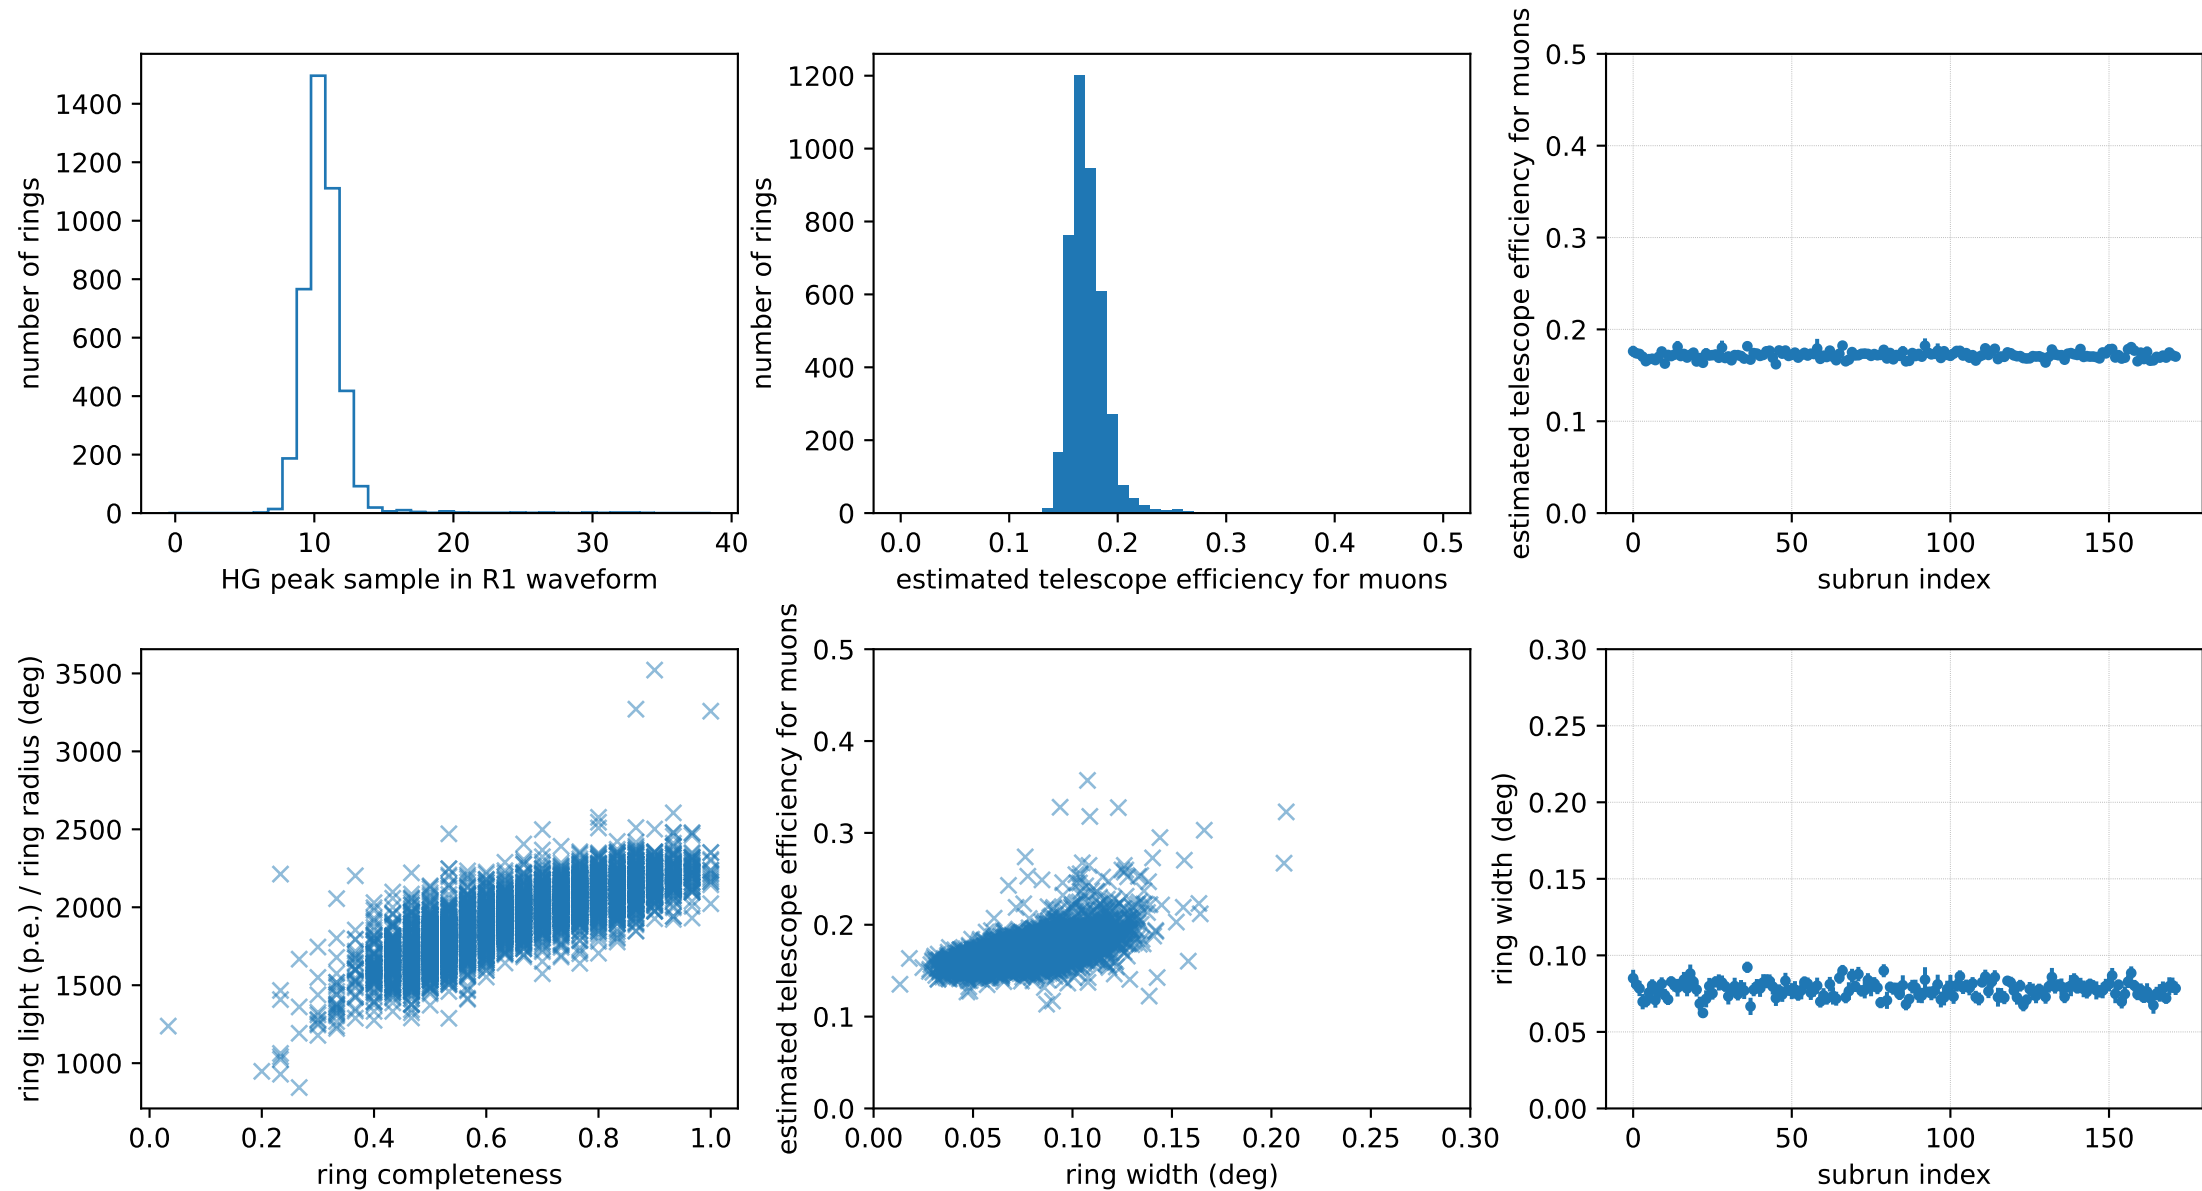 number of rings
1400
1200
1000
800
600
400
200
0
0 10 20 30 40
HG peak sample in R1 waveform
number of rings
1200
1000
800
600
400
200
0
0.0 0.1 0.2 0.3 0.4 0.5
estimated telescope efficiency for muons
estimated telescope efficiency for muons
0.5
0.4
0.3
0.2
0.1
0.0
0 50 100 150
subrun index
ring light (p.e.) / ring radius (deg)
3500
3000
2500
2000
1500
1000
0.0 0.2 0.4 0.6 0.8 1.0
ring completeness
estimated telescope efficiency for muons
0.5
0.4
0.3
0.2
0.1
0.0
0.00 0.05 0.10 0.15 0.20 0.25 0.30
ring width (deg)
ring width (deg)
0.30
0.25
0.20
0.15
0.10
0.05
0.00
0 50 100 150
subrun index